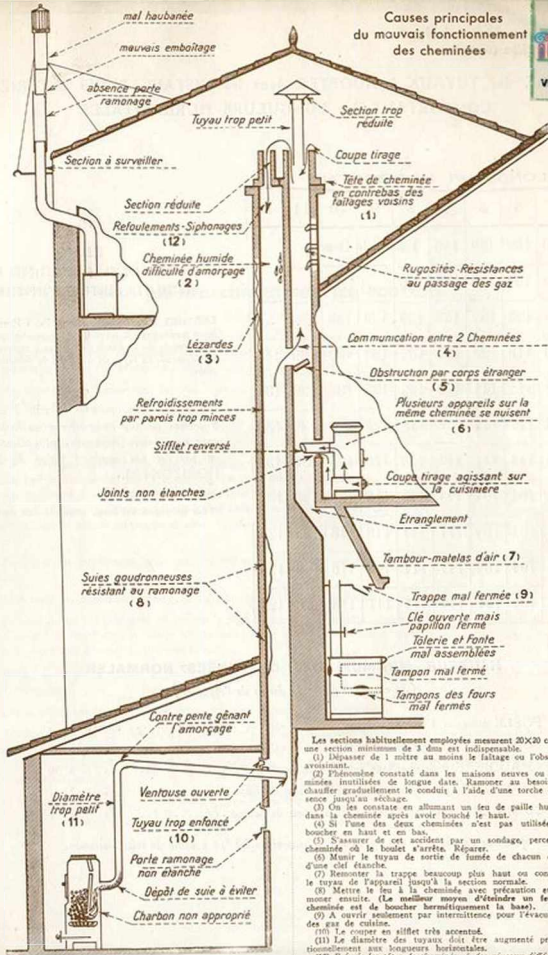 Causes principales
du mauvais fonctionnement
des cheminées
mal haubanée
mauvais emboitage
absence porte
ramonage
Section à surveiller
Tuyau trop petit
Section trop
réduite
Coupe tirage
Tête de cheminée
en contrebas des
faîtages voisins
(1)
Section réduite
Refoulements-Siphonages
(12)
Cheminée humide
difficulté d'amorçage
(2)
Rugosités-Résistances
au passage des gaz
Lézardes
(3)
Communication entre 2 Cheminées
(4)
Obstruction par corps étranger
(5)
Refroidissements
par parois trop minces
Plusieurs appareils sur la
même cheminée se nuisent
(6)
Sifflet renversé
Joints non étanches
Coupe tirage agissant sur
la cuisinière
Etranglement
Tambour-matelas d'air (7)
Suies goudronneuses
résistant au ramonage
(8)
Trappe mal fermée (9)
Clé ouverte mais
papillon fermé
Tôlerie et Fonte
mal assemblées
Tampon mal fermé
Tampons des fours
mal fermés
Contre pente gênant
l'amorçage
Diamètre
trop petit
(11)
Ventouse ouverte
Tuyau trop enfoncé
(10)
Porte ramonage
non étanche
Dépôt de suie à éviter
Charbon non approprié
Les sections habituellement employées mesurent 20X20 c
une section minimum de 3 dm2 est indispensable.
(1) Dépasser de 1 mètre au moins le faîtage ou l'obs
avoisinant.
(2) Phénomène constaté dans les maisons neuves ou
minées inutilisées de longue date. Ramoner au beso
chauffer graduellement le conduit à l'aide d'une torche
sence jusqu'au séchage.
(3) On les constate en allumant un feu de paille hu
dans la cheminée après avoir bouché le haut.
(4) Si l'une des deux cheminées n'est pas utilisée
boucher en haut et en bas.
(5) S'assurer de cet accident par un sondage, perce
cheminée où le boulet s'arrête. Réparer.
(6) Munir le tuyau de sortie de fumée de chacun
d'une clef étanche.
(7) Remonter la trappe beaucoup plus haut ou con
le tuyau de l'appareil jusqu'à la section normale.
(8) Mettre le feu à la cheminée avec précaution e
moner ensuite. (Le meilleur moyen d'éteindre un fe
cheminée est de boucher hermétiquement la base).
(9) A ouvrir seulement par intermittence pour l'évacu
des gaz de cuisine.
(10) Le couper en sifflet très accentué.
(11) Le diamètre des tuyaux doit être augmenté pr
tionnellement aux longueurs horizontales.